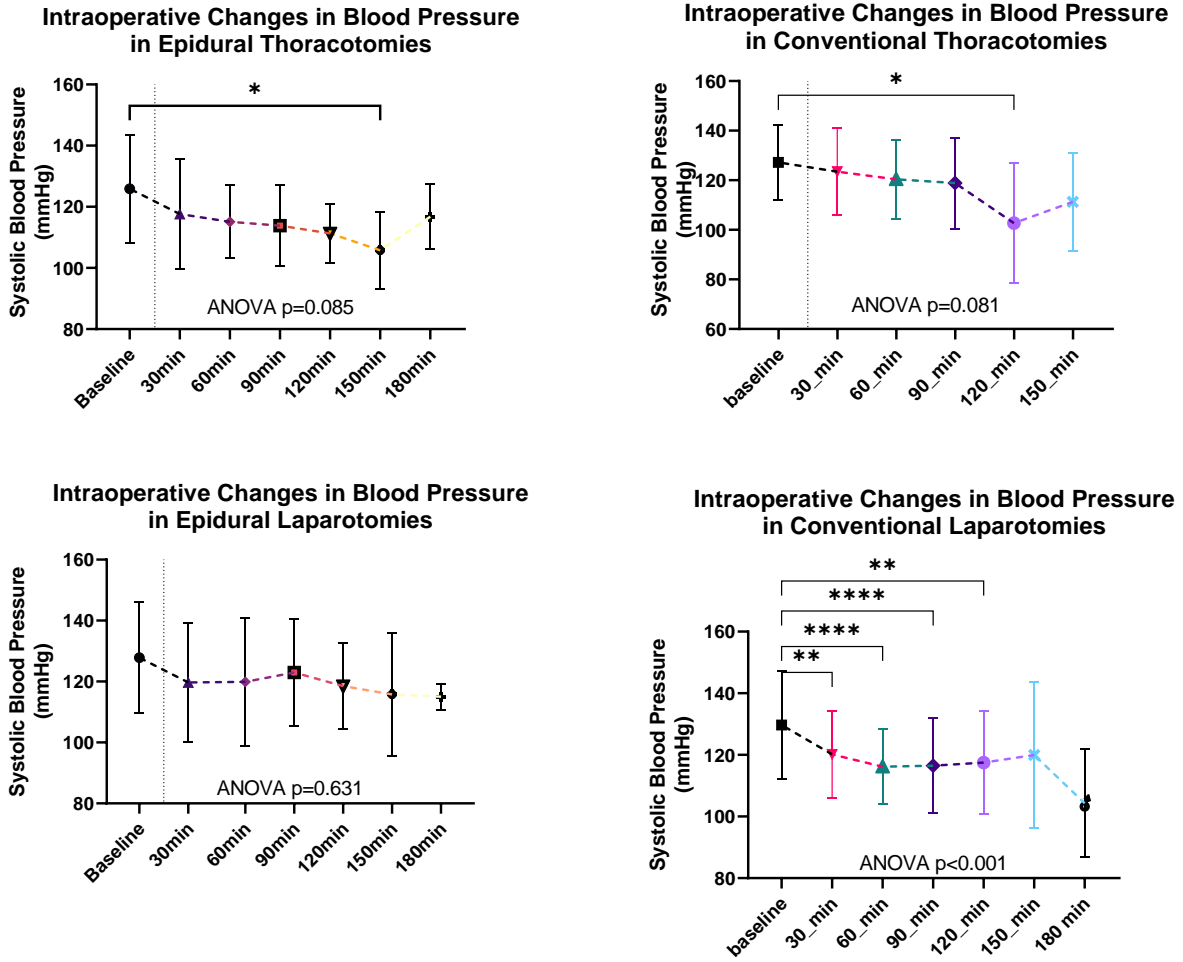 Intraoperative Changes in Blood Pressure
in Epidural Thoracotomies
Systolic Blood Pressure
(mmHg)
160
140
120
100
80
*
ANOVA p=0.085
Baseline
30min
60min
90min
120min
150min
180min
Intraoperative Changes in Blood Pressure
in Conventional Thoracotomies
Systolic Blood Pressure
(mmHg)
160
140
120
100
80
60
*
ANOVA p=0.081
baseline
30_min
60_min
90_min
120_min
150_min
Intraoperative Changes in Blood Pressure
in Epidural Laparotomies
Systolic Blood Pressure
(mmHg)
160
140
120
100
80
ANOVA p=0.631
Baseline
30min
60min
90min
120min
150min
180min
Intraoperative Changes in Blood Pressure
in Conventional Laparotomies
Systolic Blood Pressure
(mmHg)
160
140
120
100
80
**
****
****
**
ANOVA p<0.001
baseline
30_min
60_min
90_min
120_min
150_min
180 min